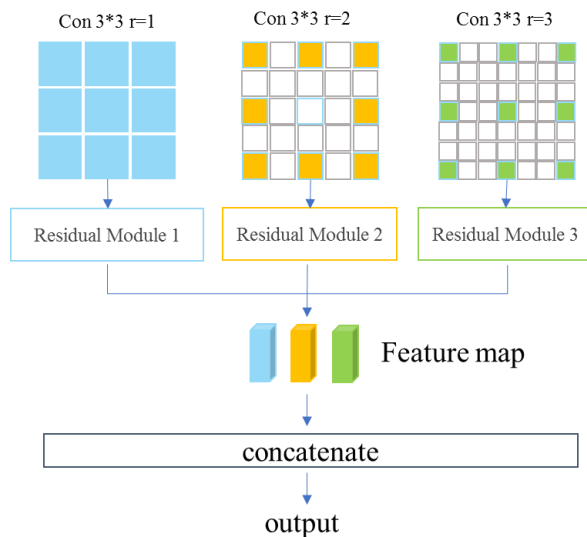 Con 3*3 r=1
Con 3*3 r=2
Con 3*3 r=3
Residual Module 1
Residual Module 2
Residual Module 3
Feature map
concatenate
output